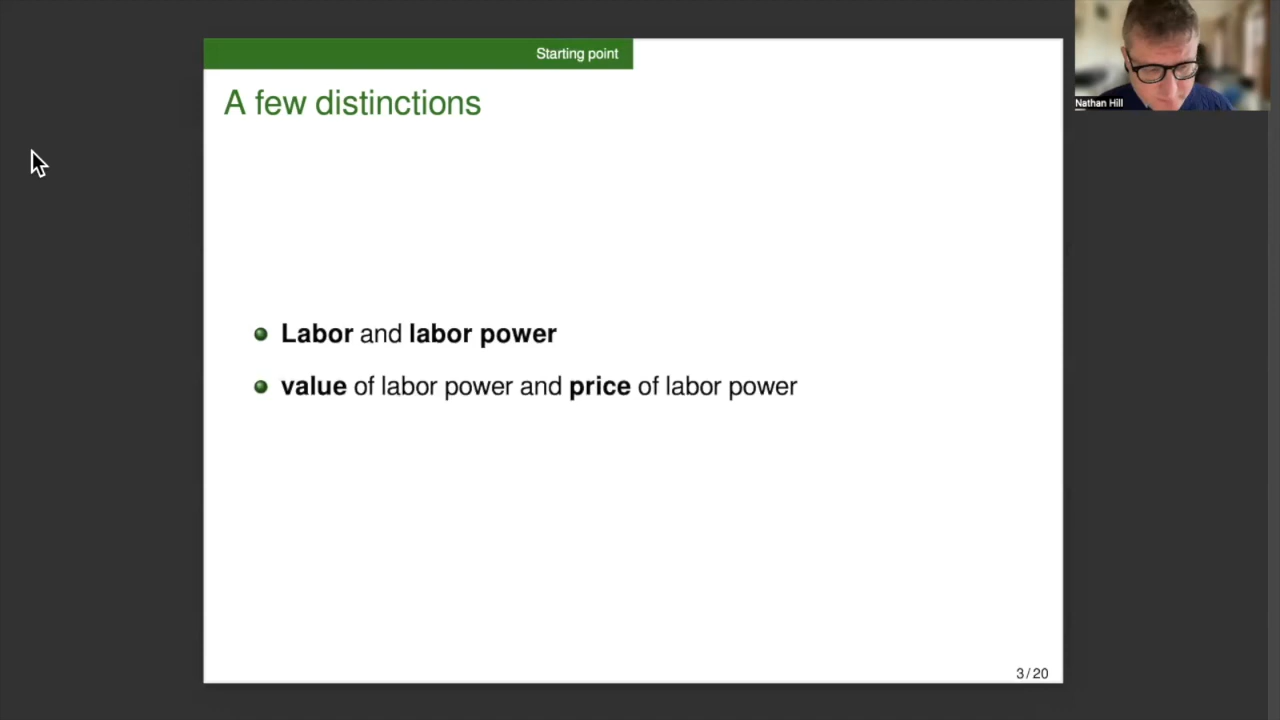 Starting point
A few distinctions
Labor and labor power
value of labor power and price of labor power
3 / 20
Nathan Hill